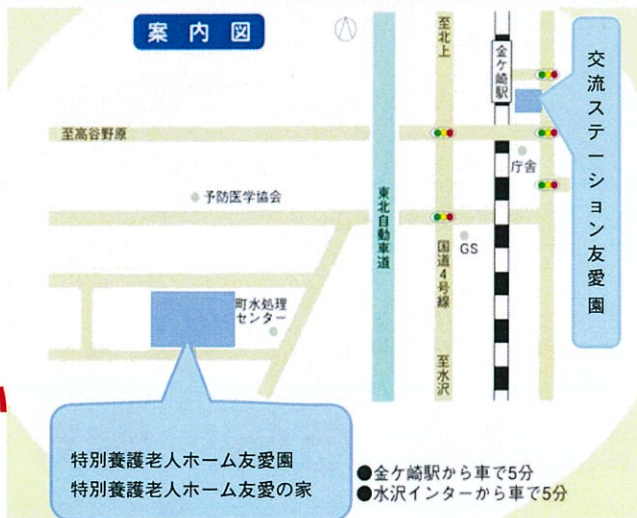 案内図
至北上
金ケ崎駅
交流ステーション友愛園
至高谷野原
庁舎
予防医学協会
東北自動車道
国道4号線
GS
町水処理
センター
至水沢
特別養護老人ホーム友愛園
特別養護老人ホーム友愛の家
●金ケ崎駅から車で5分
●水沢インターから車で5分